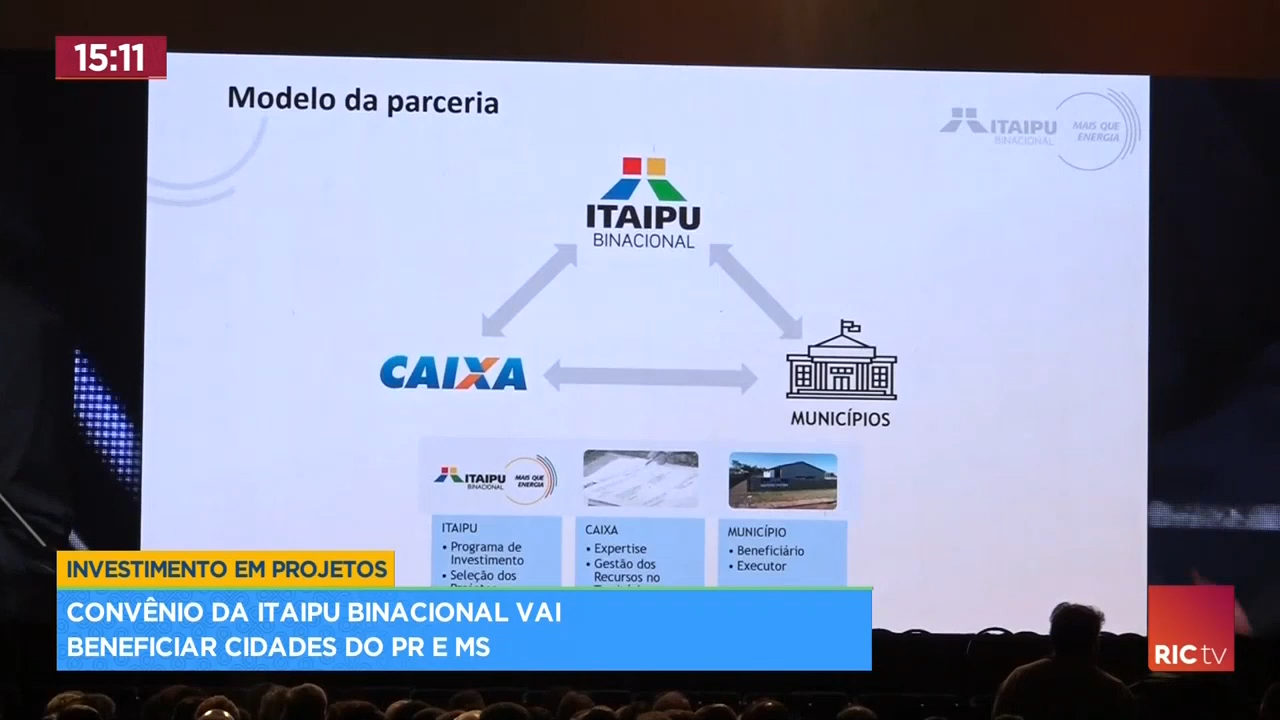 15:11
Modelo da parceria
ITAIPU
BINACIONAL
MAIS QUE
ENERGIA
ITAIPU
BINACIONAL
CAIXA
MUNICÍPIOS
ITAIPU
BINACIONAL
MAIS QUE
ENERGIA
ITAIPU
• Programa de
Investimento
• Seleção dos
CAIXA
• Expertise
• Gestão dos
Recursos no
MUNICÍPIO
• Beneficiário
• Executor
INVESTIMENTO EM PROJETOS
CONVÊNIO DA ITAIPU BINACIONAL VAI
BENEFICIAR CIDADES DO PR E MS
RIC tv